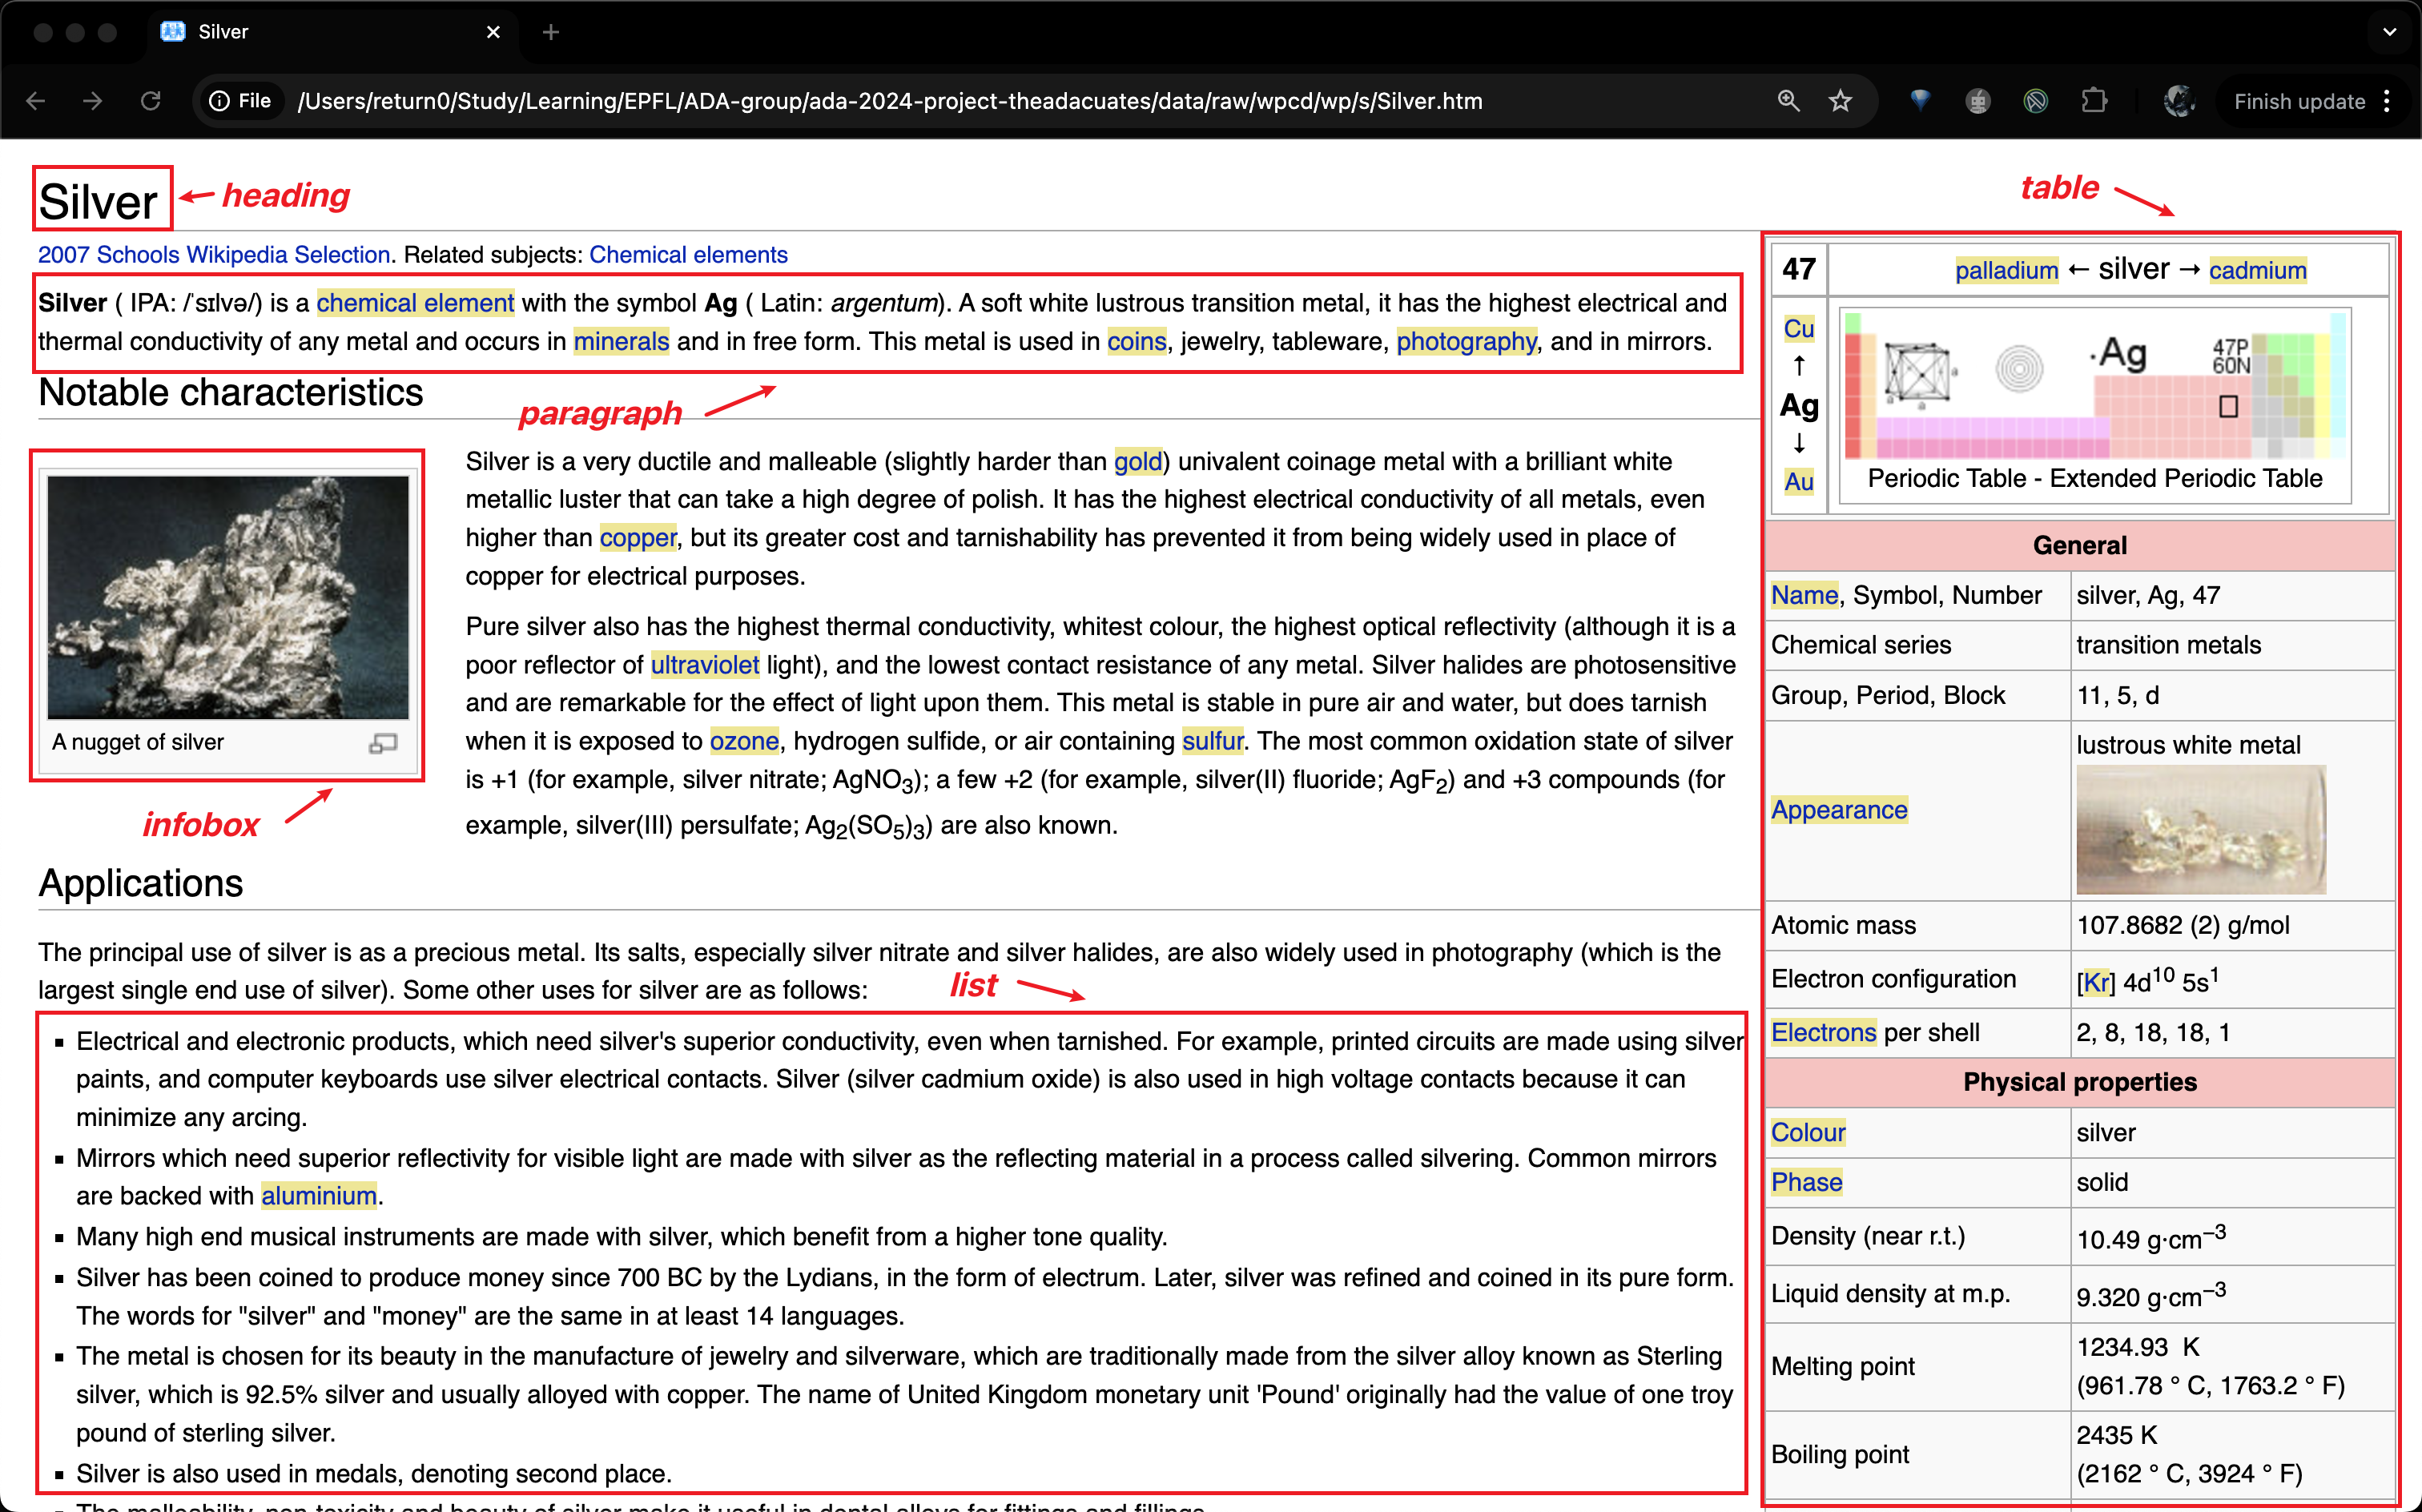 Silver
File /Users/return0/Study/Learning/EPFL/ADA-group/ada-2024-project-theadacuates/data/raw/wpcd/wp/s/Silver.htm
Finish update
Silver
heading
2007 Schools Wikipedia Selection. Related subjects: Chemical elements
Silver ( IPA: /ˈsɪlvə/) is a chemical element with the symbol Ag ( Latin: argentum). A soft white lustrous transition metal, it has the highest electrical and
thermal conductivity of any metal and occurs in minerals and in free form. This metal is used in coins, jewelry, tableware, photography, and in mirrors.
Notable characteristics
paragraph
A nugget of silver
infobox
Silver is a very ductile and malleable (slightly harder than gold) univalent coinage metal with a brilliant white
metallic luster that can take a high degree of polish. It has the highest electrical conductivity of all metals, even
higher than copper, but its greater cost and tarnishability has prevented it from being widely used in place of
copper for electrical purposes.
Pure silver also has the highest thermal conductivity, whitest colour, the highest optical reflectivity (although it is a
poor reflector of ultraviolet light), and the lowest contact resistance of any metal. Silver halides are photosensitive
and are remarkable for the effect of light upon them. This metal is stable in pure air and water, but does tarnish
when it is exposed to ozone, hydrogen sulfide, or air containing sulfur. The most common oxidation state of silver
is +1 (for example, silver nitrate; AgNO3); a few +2 (for example, silver(II) fluoride; AgF2) and +3 compounds (for
example, silver(III) persulfate; Ag2(SO5)3) are also known.
Applications
The principal use of silver is as a precious metal. Its salts, especially silver nitrate and silver halides, are also widely used in photography (which is the
largest single end use of silver). Some other uses for silver are as follows:
list
▪ Electrical and electronic products, which need silver's superior conductivity, even when tarnished. For example, printed circuits are made using silver
paints, and computer keyboards use silver electrical contacts. Silver (silver cadmium oxide) is also used in high voltage contacts because it can
minimize any arcing.
▪ Mirrors which need superior reflectivity for visible light are made with silver as the reflecting material in a process called silvering. Common mirrors
are backed with aluminium.
▪ Many high end musical instruments are made with silver, which benefit from a higher tone quality.
▪ Silver has been coined to produce money since 700 BC by the Lydians, in the form of electrum. Later, silver was refined and coined in its pure form.
The words for "silver" and "money" are the same in at least 14 languages.
▪ The metal is chosen for its beauty in the manufacture of jewelry and silverware, which are traditionally made from the silver alloy known as Sterling
silver, which is 92.5% silver and usually alloyed with copper. The name of United Kingdom monetary unit 'Pound' originally had the value of one troy
pound of sterling silver.
▪ Silver is also used in medals, denoting second place.
▪ The malleability, non-toxicity and beauty of silver make it useful in dental alloys for fittings and fillings.
table
47 palladium ← silver → cadmium
Cu
↑
Ag
↓
Au
a
a a
·Ag 47P
60N
Periodic Table - Extended Periodic Table
General
Name, Symbol, Number silver, Ag, 47
Chemical series transition metals
Group, Period, Block 11, 5, d
Appearance lustrous white metal
Atomic mass 107.8682 (2) g/mol
Electron configuration [Kr] 4d¹⁰ 5s¹
Electrons per shell 2, 8, 18, 18, 1
Physical properties
Colour silver
Phase solid
Density (near r.t.) 10.49 g·cm⁻³
Liquid density at m.p. 9.320 g·cm⁻³
Melting point 1234.93 K
(961.78 ° C, 1763.2 ° F)
Boiling point 2435 K
(2162 ° C, 3924 ° F)